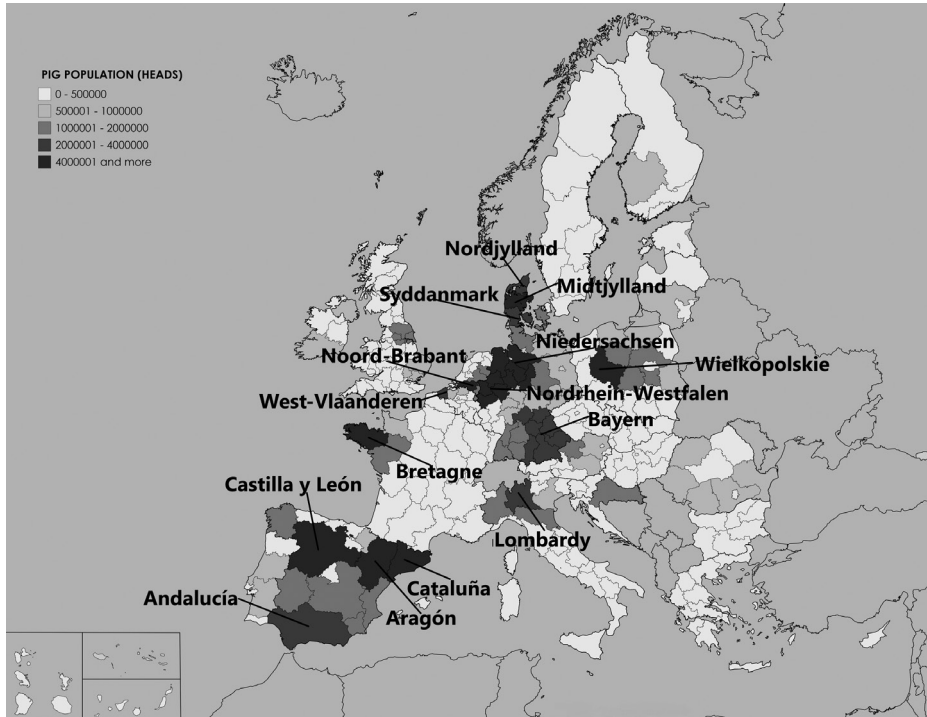 PIG POPULATION (HEADS)
0 - 500000
500001 - 1000000
1000001 - 2000000
2000001 - 4000000
4000001 and more
Nordjylland
Midtjylland
Syddanmark
Niedersachsen
Noord-Brabant
Wielkopolskie
West-Vlaanderen
Nordrhein-Westfalen
Bayern
Bretagne
Castilla y León
Lombardy
Cataluña
Andalucía
Aragón